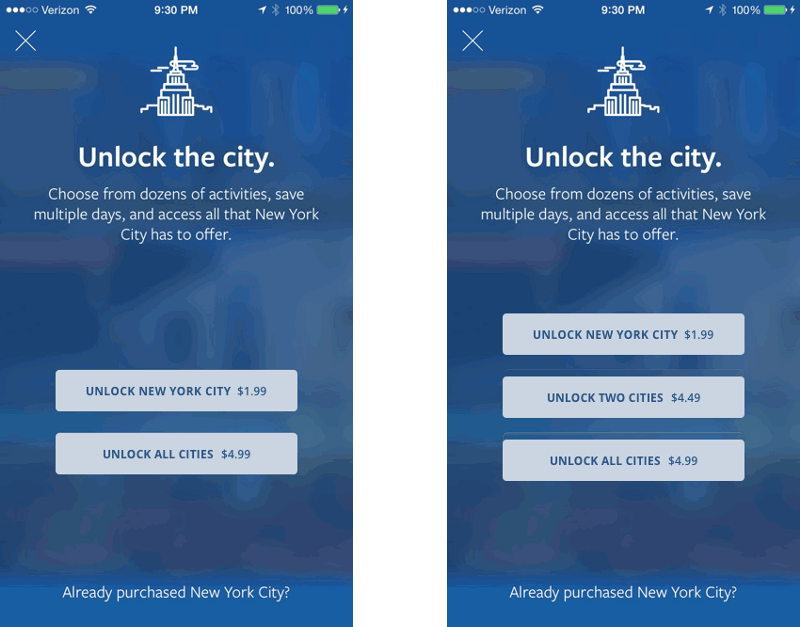 Verizon 9:30 PM 100%
Unlock the city.
Choose from dozens of activities, save
multiple days, and access all that New York
City has to offer.
UNLOCK NEW YORK CITY $1.99
UNLOCK ALL CITIES $4.99
Already purchased New York City?
Verizon 9:30 PM 100%
Unlock the city.
Choose from dozens of activities, save
multiple days, and access all that New York
City has to offer.
UNLOCK NEW YORK CITY $1.99
UNLOCK TWO CITIES $4.49
UNLOCK ALL CITIES $4.99
Already purchased New York City?